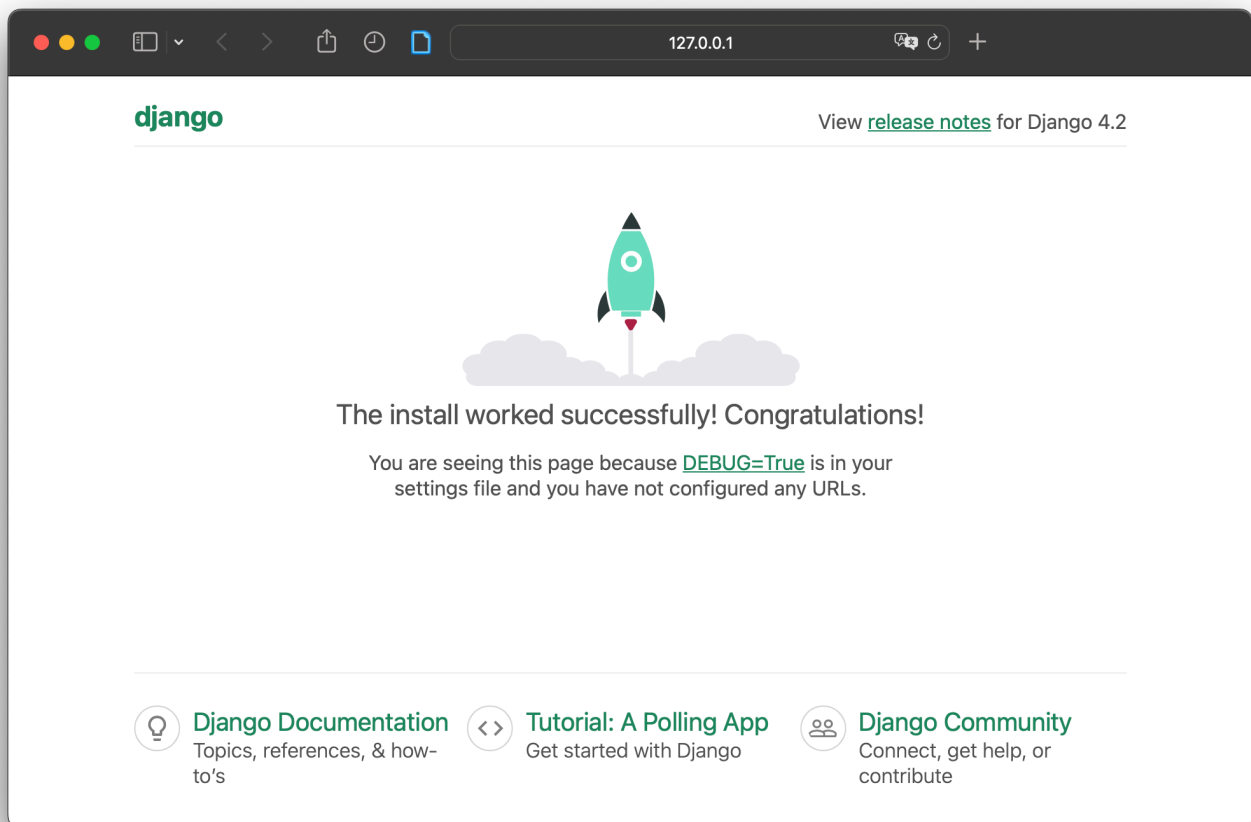 127.0.0.1
django
View release notes for Django 4.2
The install worked successfully! Congratulations!
You are seeing this page because DEBUG=True is in your
settings file and you have not configured any URLs.
Django Documentation
Topics, references, & how-
to’s
Tutorial: A Polling App
Get started with Django
Django Community
Connect, get help, or
contribute